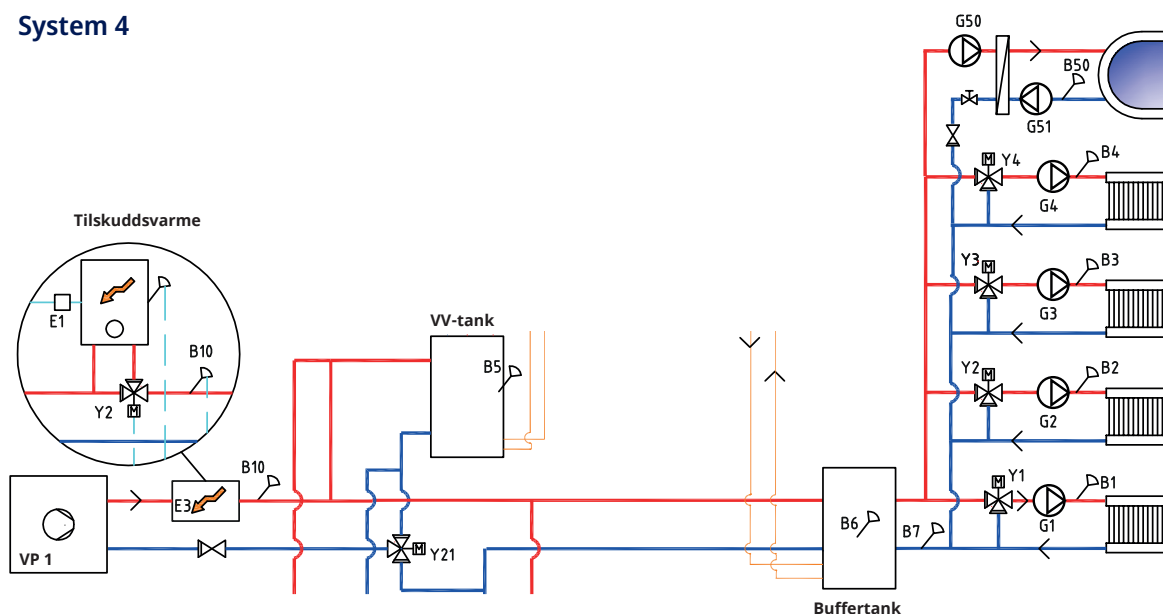 System 4
G50
B50
G51
Y4
B4
G4
Tilskuddsvarme
Y3
B3
G3
E1
B10
VV-tank
B5
Y2
Y2
B2
G2
B10
E3
Y1
B1
B6
B7
G1
VP 1
Y21
Buffertank
M
M
M
M
M
M